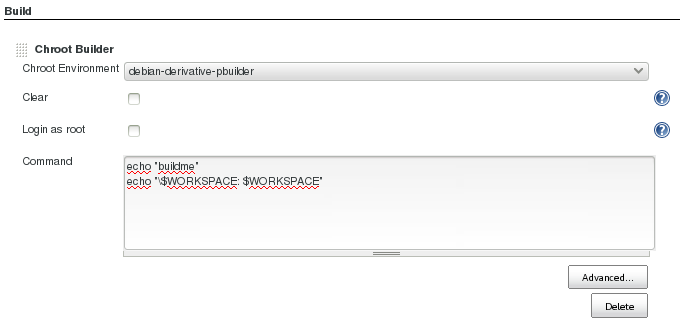 Build
Chroot Builder
Chroot Environment debian-derivative-pbuilder
Clear
Login as root
Command
echo "buildme"
echo "\$WORKSPACE: $WORKSPACE"
Advanced...
Delete